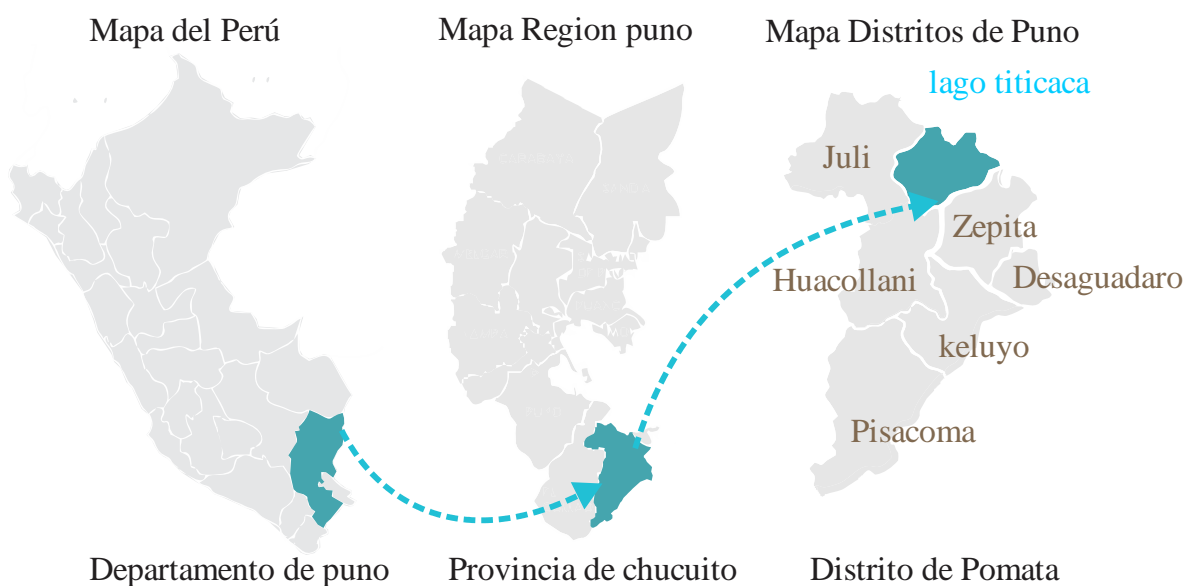 Mapa del Perú
Mapa Region puno
Mapa Distritos de Puno
lago titicaca
Juli
Zepita
Huacollani
Desaguadaro
keluyo
Pisacoma
Departamento de puno
Provincia de chucuito
Distrito de Pomata